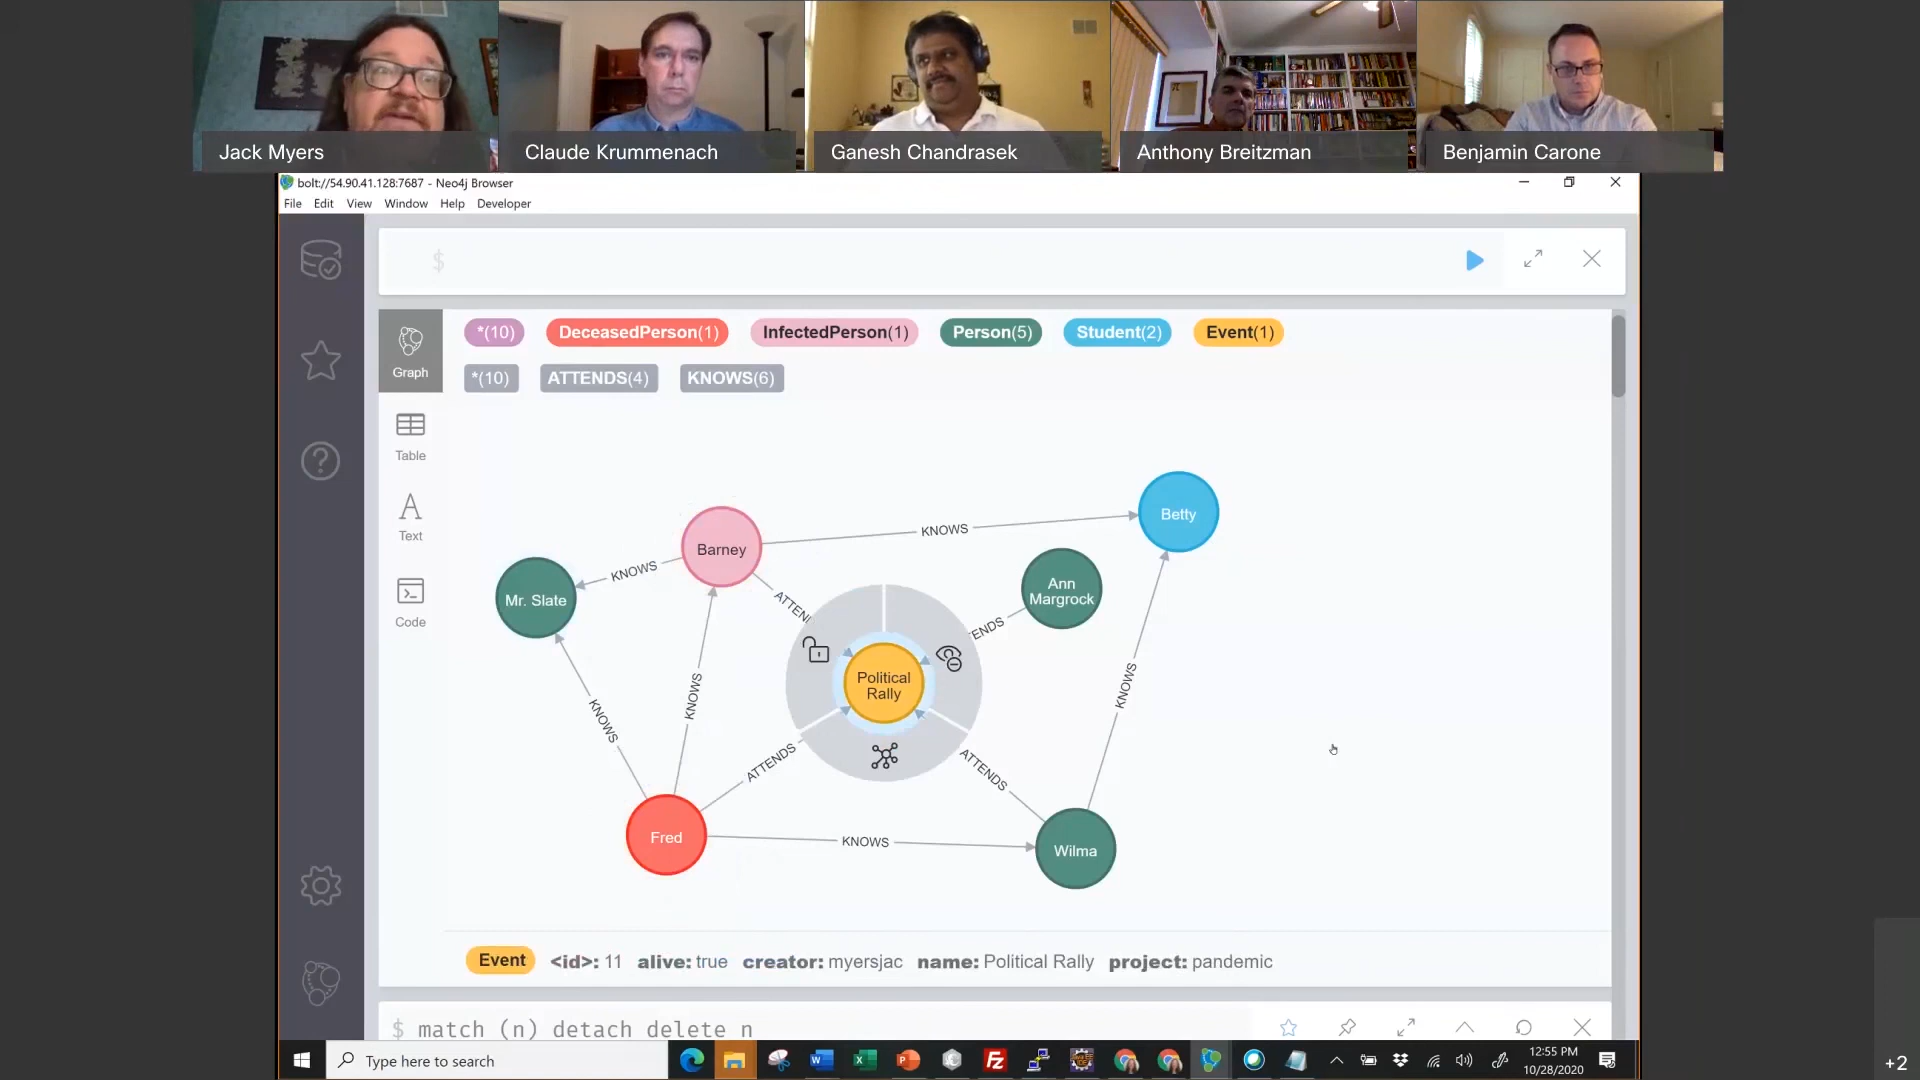 Jack Myers
Claude Krummenach
Ganesh Chandrasek
Anthony Breitzman
Benjamin Carone
bolt://54.90.41.128:7687 - Neo4j Browser
File Edit View Window Help Developer
$
*(10) DeceasedPerson(1) InfectedPerson(1) Person(5) Student(2) Event(1)
*(10) ATTENDS(4) KNOWS(6)
Graph
Table
Text
Code
Betty
KNOWS
Barney
KNOWS
Mr. Slate
Ann
Margrock
ATTEN
TENDS
Political
Rally
KNOWS
KNOWS
KNOWS
ATTENDS
ATTENDS
Fred
KNOWS
Wilma
Event <id>: 11 alive: true creator: myersjac name: Political Rally project: pandemic
$ match (n) detach delete n
Type here to search
12:55 PM
10/28/2020
+2